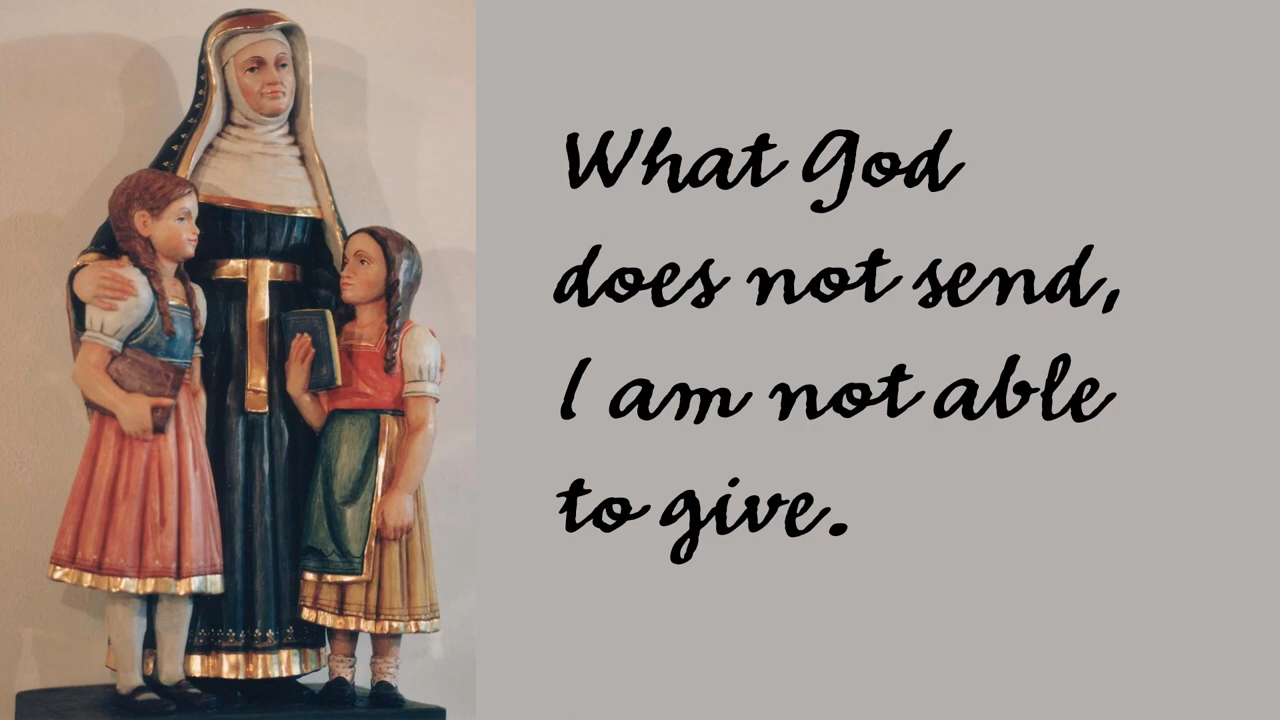 What God
does not send,
I am not able
to give.